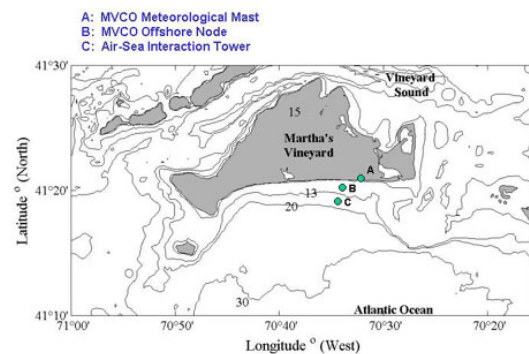 A: MVCO Meteorological Mast
B: MVCO Offshore Node
C: Air-Sea Interaction Tower
41°30'
Vineyard
Sound
15
Martha's
Vineyard
A
41°20'
B
13
C
20
Latitude ° (North)
30
Atlantic Ocean
41°10'
71°00' 70°50' 70°40' 70°30' 70°20'
Longitude ° (West)